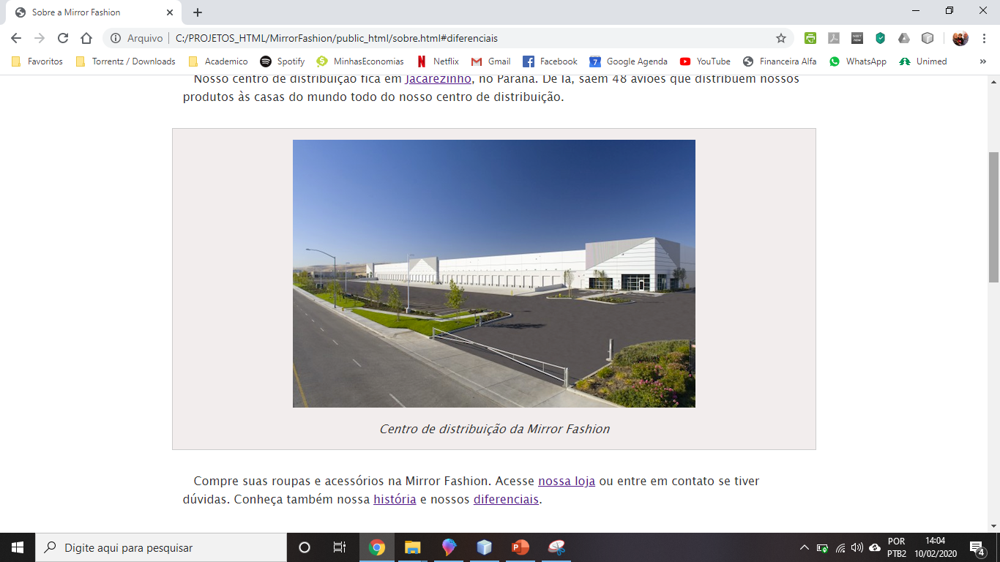 Sobre a Mirror Fashion
Arquivo
C:/PROJETOS_HTML/MirrorFashion/public_html/sobre.html#diferenciais
Favoritos
Torrentz / Downloads
Academico
Spotify
MinhasEconomias
Netflix
Gmail
Facebook
7
Google Agenda
YouTube
Financeira Alfa
WhatsApp
Unimed
»
Nosso centro de distribuição fica em Jacarezinho, no Paraná. De lá, saem 48 aviões que distribuem nossos
produtos às casas do mundo todo do nosso centro de distribuição.
Centro de distribuição da Mirror Fashion
Compre suas roupas e acessórios na Mirror Fashion. Acesse nossa loja ou entre em contato se tiver
dúvidas. Conheça também nossa história e nossos diferenciais.
Digite aqui para pesquisar
POR
PTB2
14:04
10/02/2020
4